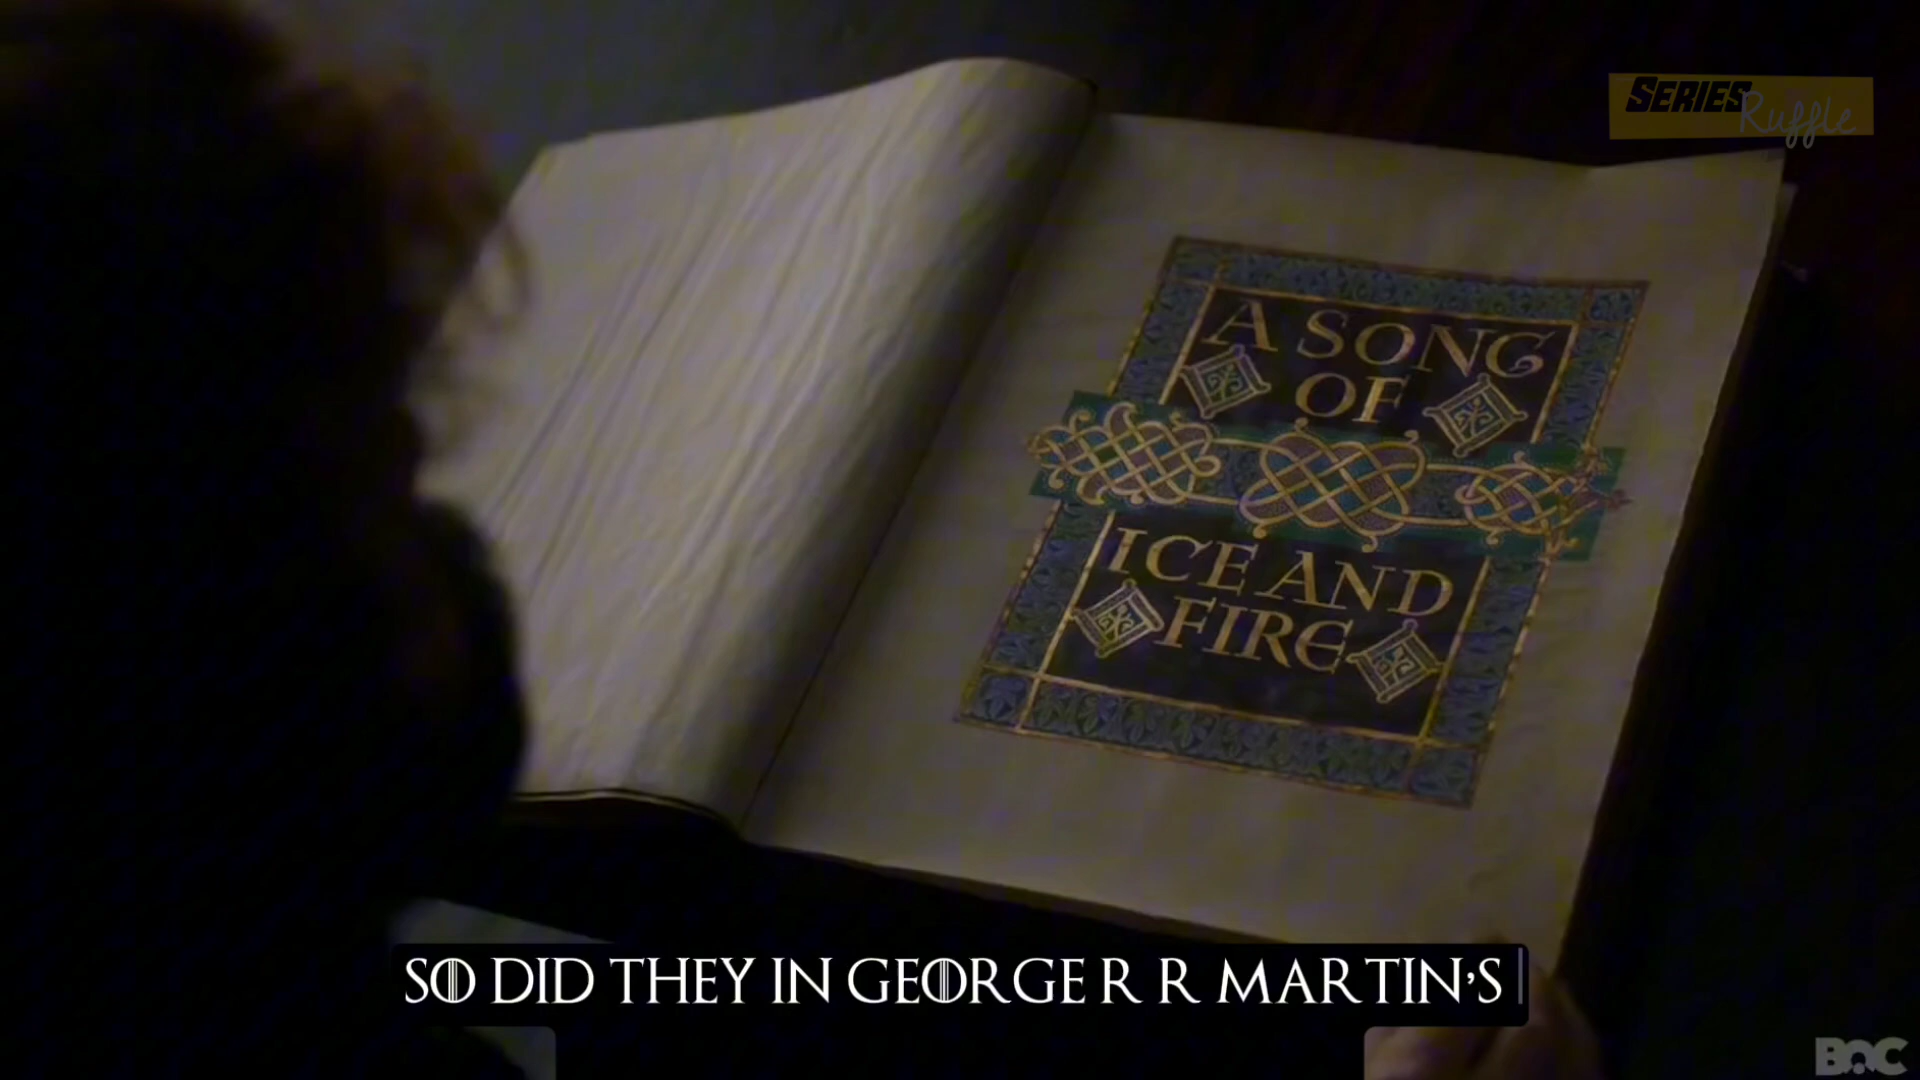 SERIES
Ruffle
A SONG
OF
ICE AND
FIRE
SO DID THEY IN GEORGE R R MARTIN'S
BOC